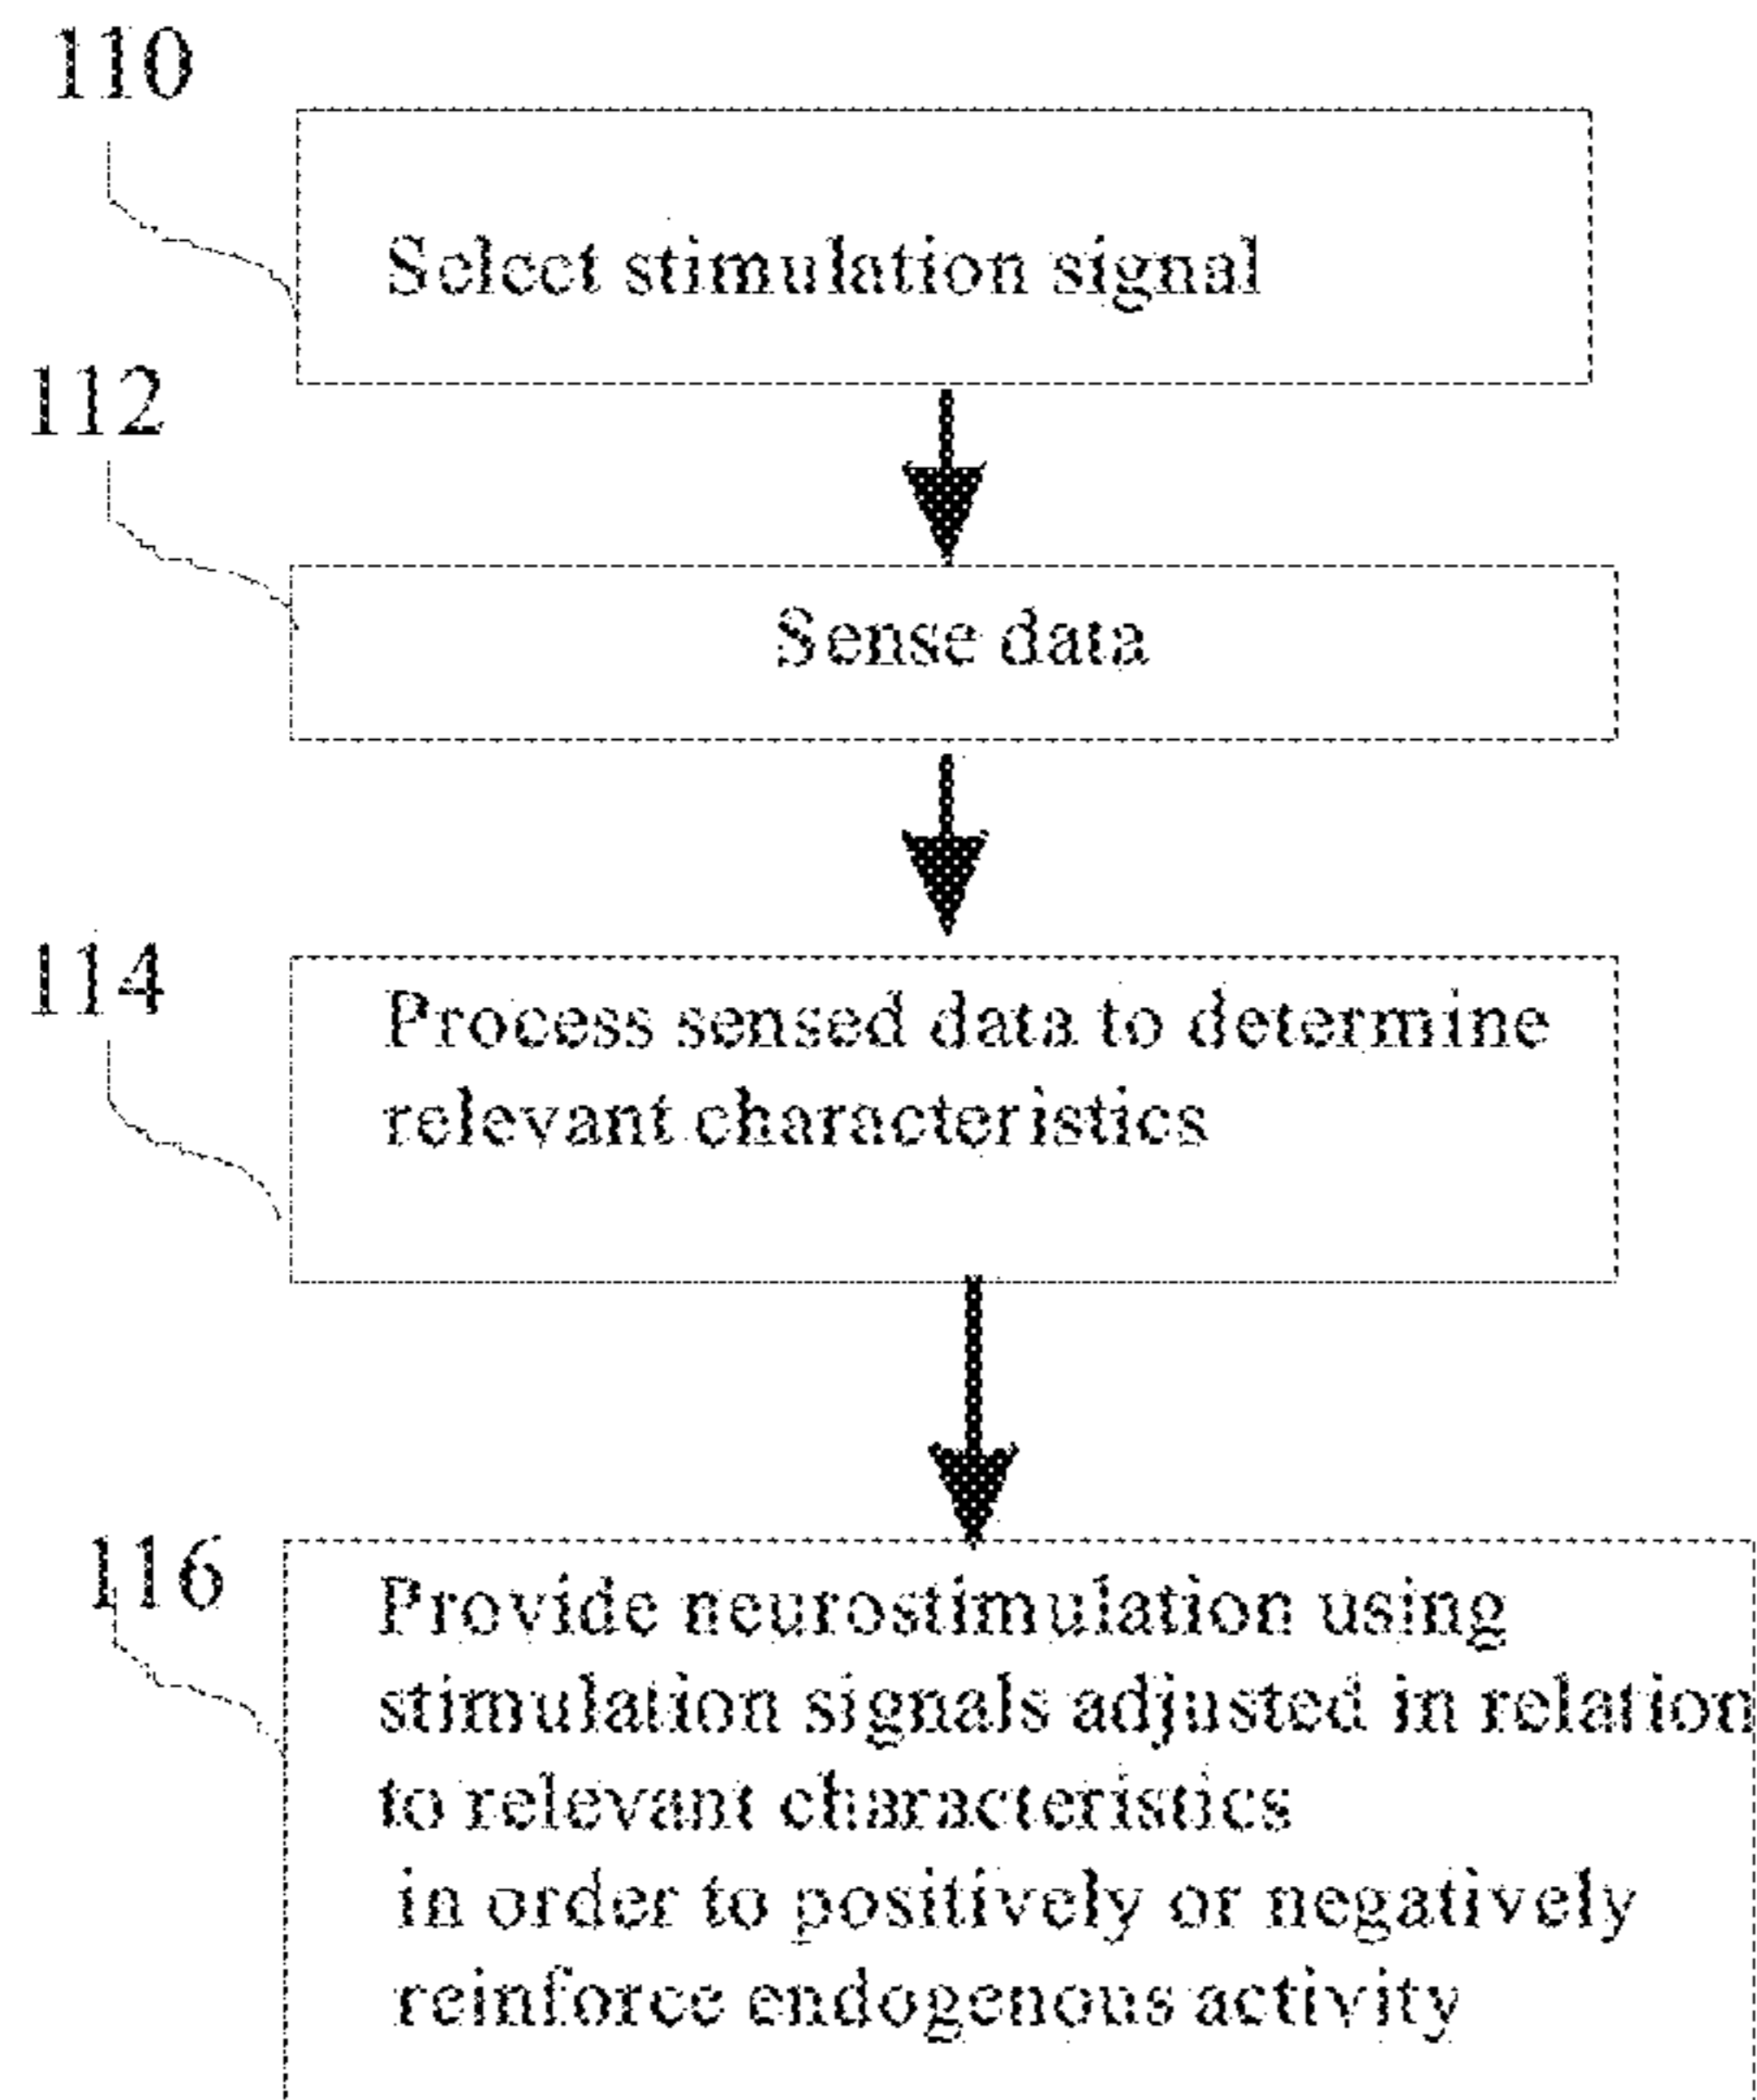 110
Select stimulation signal
112
Sense data
114
Process sensed data to determine
relevant characteristics
116
Provide neurostimulation using
stimulation signals adjusted in relation
to relevant characteristics
in order to positively or negatively
reinforce endogenous activity